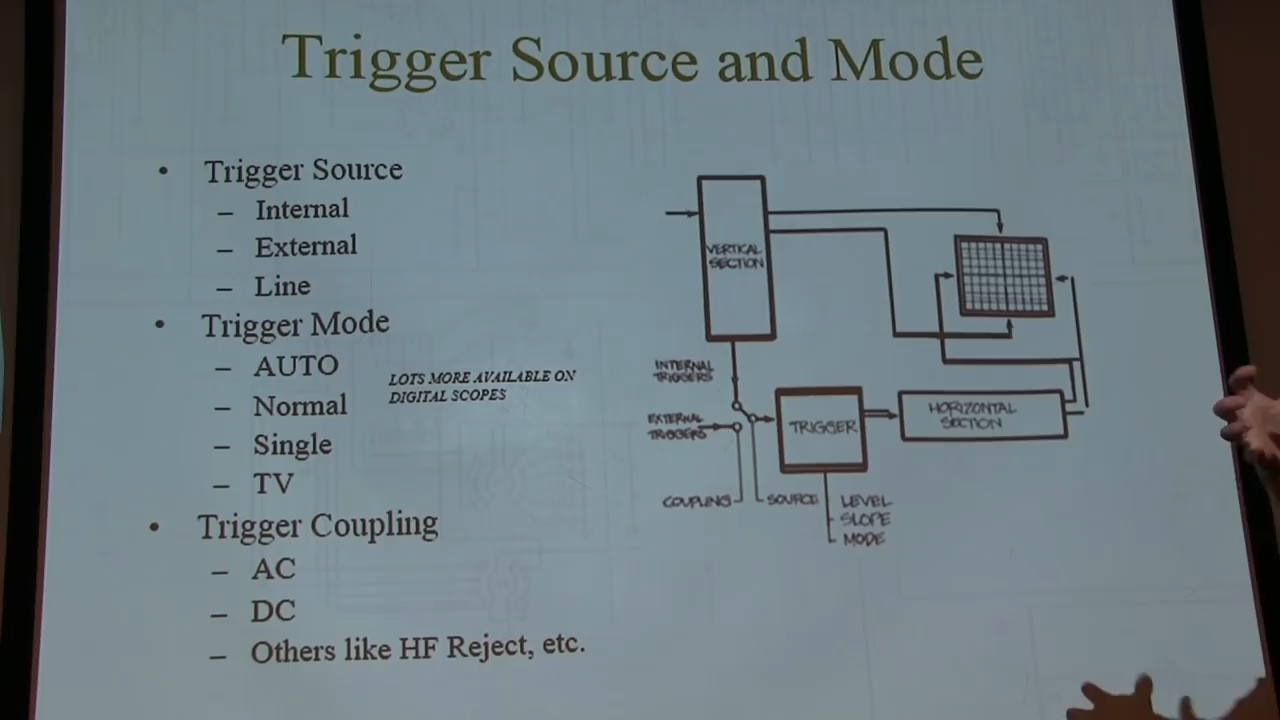 Trigger Source and Mode
• Trigger Source
– Internal
– External
– Line
• Trigger Mode
– AUTO
– Normal
– Single
– TV
LOTS MORE AVAILABLE ON
DIGITAL SCOPES
• Trigger Coupling
– AC
– DC
– Others like HF Reject, etc.
VERTICAL
SECTION
INTERNAL
TRIGGERS
EXTERNAL
TRIGGERS
TRIGGER
HORIZONTAL
SECTION
COUPLING
SOURCE
LEVEL
SLOPE
MODE